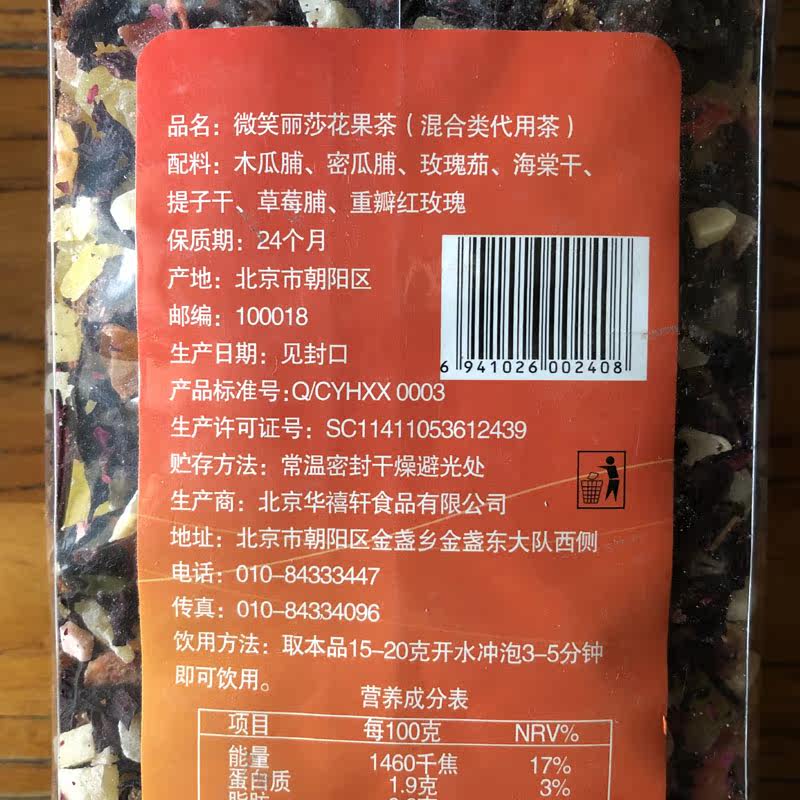 品名：微笑丽莎花果茶（混合类代用茶）
配料：木瓜脯、密瓜脯、玫瑰茄、海棠干、
提子干、草莓脯、重瓣红玫瑰
保质期：24个月
产地：北京市朝阳区
邮编：100018
生产日期：见封口
产品标准号:Q/CYHXX 0003
生产许可证号：SC11411053612439
贮存方法：常温密封干燥避光处
生产商：北京华禧轩食品有限公司
地址：北京市朝阳区金盏乡金盏东大队西侧
电话：010-84333447
传真：010-84334096
饮用方法：取本品15-20克开水冲泡3-5分钟
即可饮用。
6 941026 002408
营养成分表
项目 每100克 NRV%
能量 1460千焦 17%
蛋白质 1.9克 3%